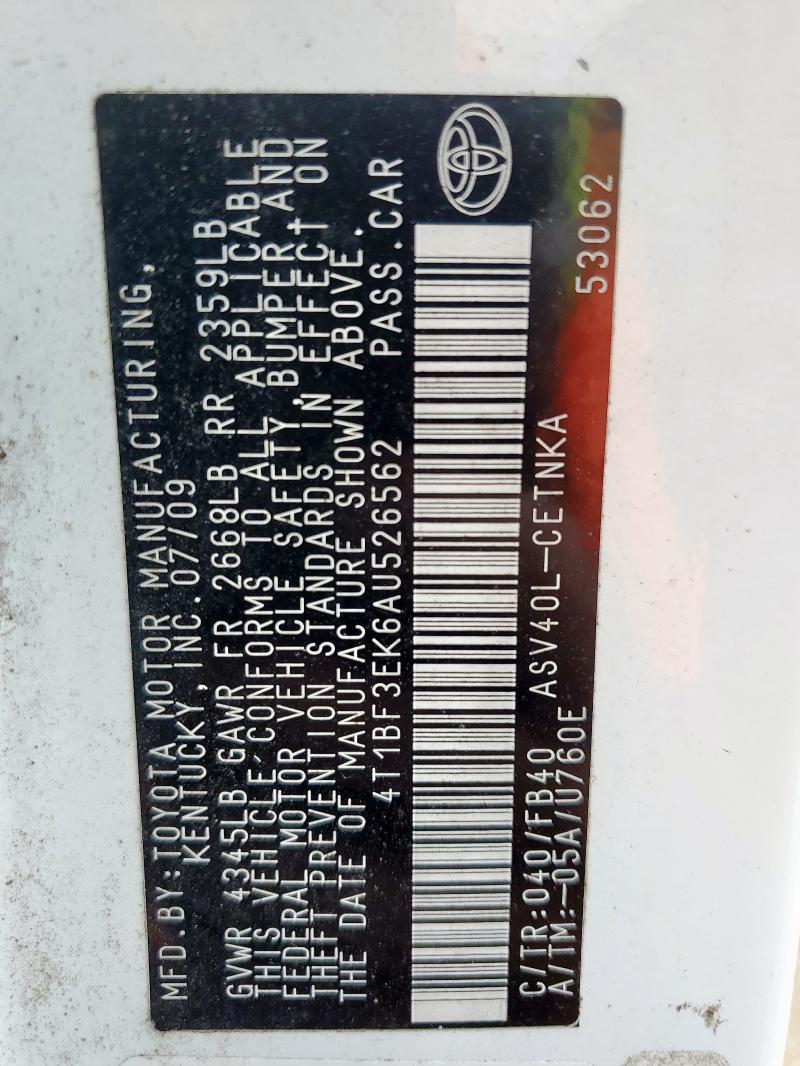 MFD.BY:TOYOTA MOTOR MANUFACTURING,
KENTUCKY,INC.07/09
GVWR 4345LB GAWR FR 2668LB RR 2359LB
THIS VEHICLE CONFORMS TO ALL APPLICABLE
FEDERAL MOTOR VEHICLE SAFETY,BUMPER,AND
THEFT PREVENTION STANDARDS IN EFFECT ON
THE DATE OF MANUFACTURE SHOWN ABOVE.
4T1BF3EK6AU526562 PASS.CAR
C/TR:040/FB40 ASV40L-CETNKA
A/TM:-05A/U760E 53062